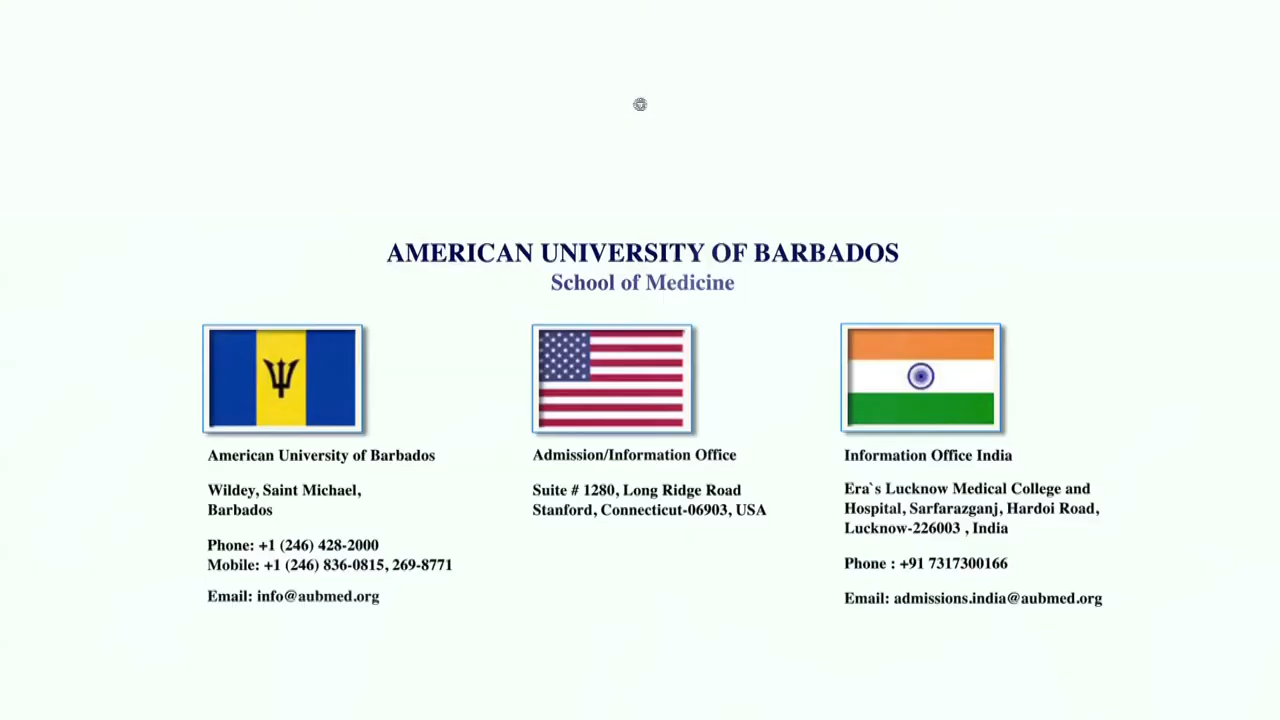 AMERICAN UNIVERSITY OF BARBADOS
School of Medicine
American University of Barbados
Wildey, Saint Michael,
Barbados
Phone: +1 (246) 428-2000
Mobile: +1 (246) 836-0815, 269-8771
Email: info@aubmed.org
Admission/Information Office
Suite # 1280, Long Ridge Road
Stanford, Connecticut-06903, USA
Information Office India
Era`s Lucknow Medical College and
Hospital, Sarfarazganj, Hardoi Road,
Lucknow-226003 , India
Phone : +91 7317300166
Email: admissions.india@aubmed.org